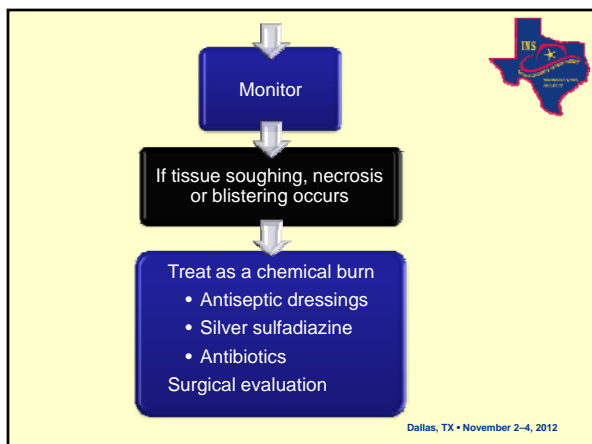 INS
Monitor
If tissue soughing, necrosis
or blistering occurs
Treat as a chemical burn
• Antiseptic dressings
• Silver sulfadiazine
• Antibiotics
Surgical evaluation
Dallas, TX • November 2–4, 2012